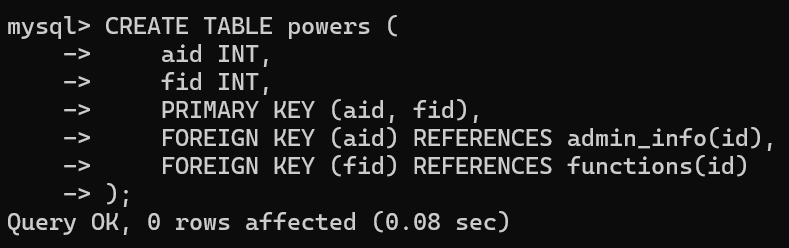 mysql> CREATE TABLE powers (
    ->     aid INT,
    ->     fid INT,
    ->     PRIMARY KEY (aid, fid),
    ->     FOREIGN KEY (aid) REFERENCES admin_info(id),
    ->     FOREIGN KEY (fid) REFERENCES functions(id)
    -> );
Query OK, 0 rows affected (0.08 sec)